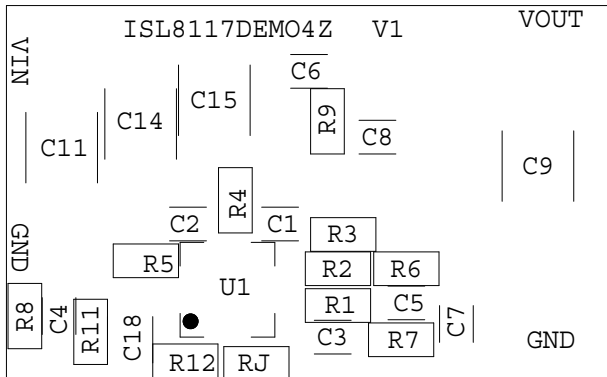 ISL8117DEMO4Z V1
VOUT
VIN
C6
C15
C14
R9
C8
C11
C9
R4
C2
C1
R3
GND
R5
R2
R6
U1
R8
C4
R11
C18
R1
C5
C7
C3
R7
GND
R12
RJ